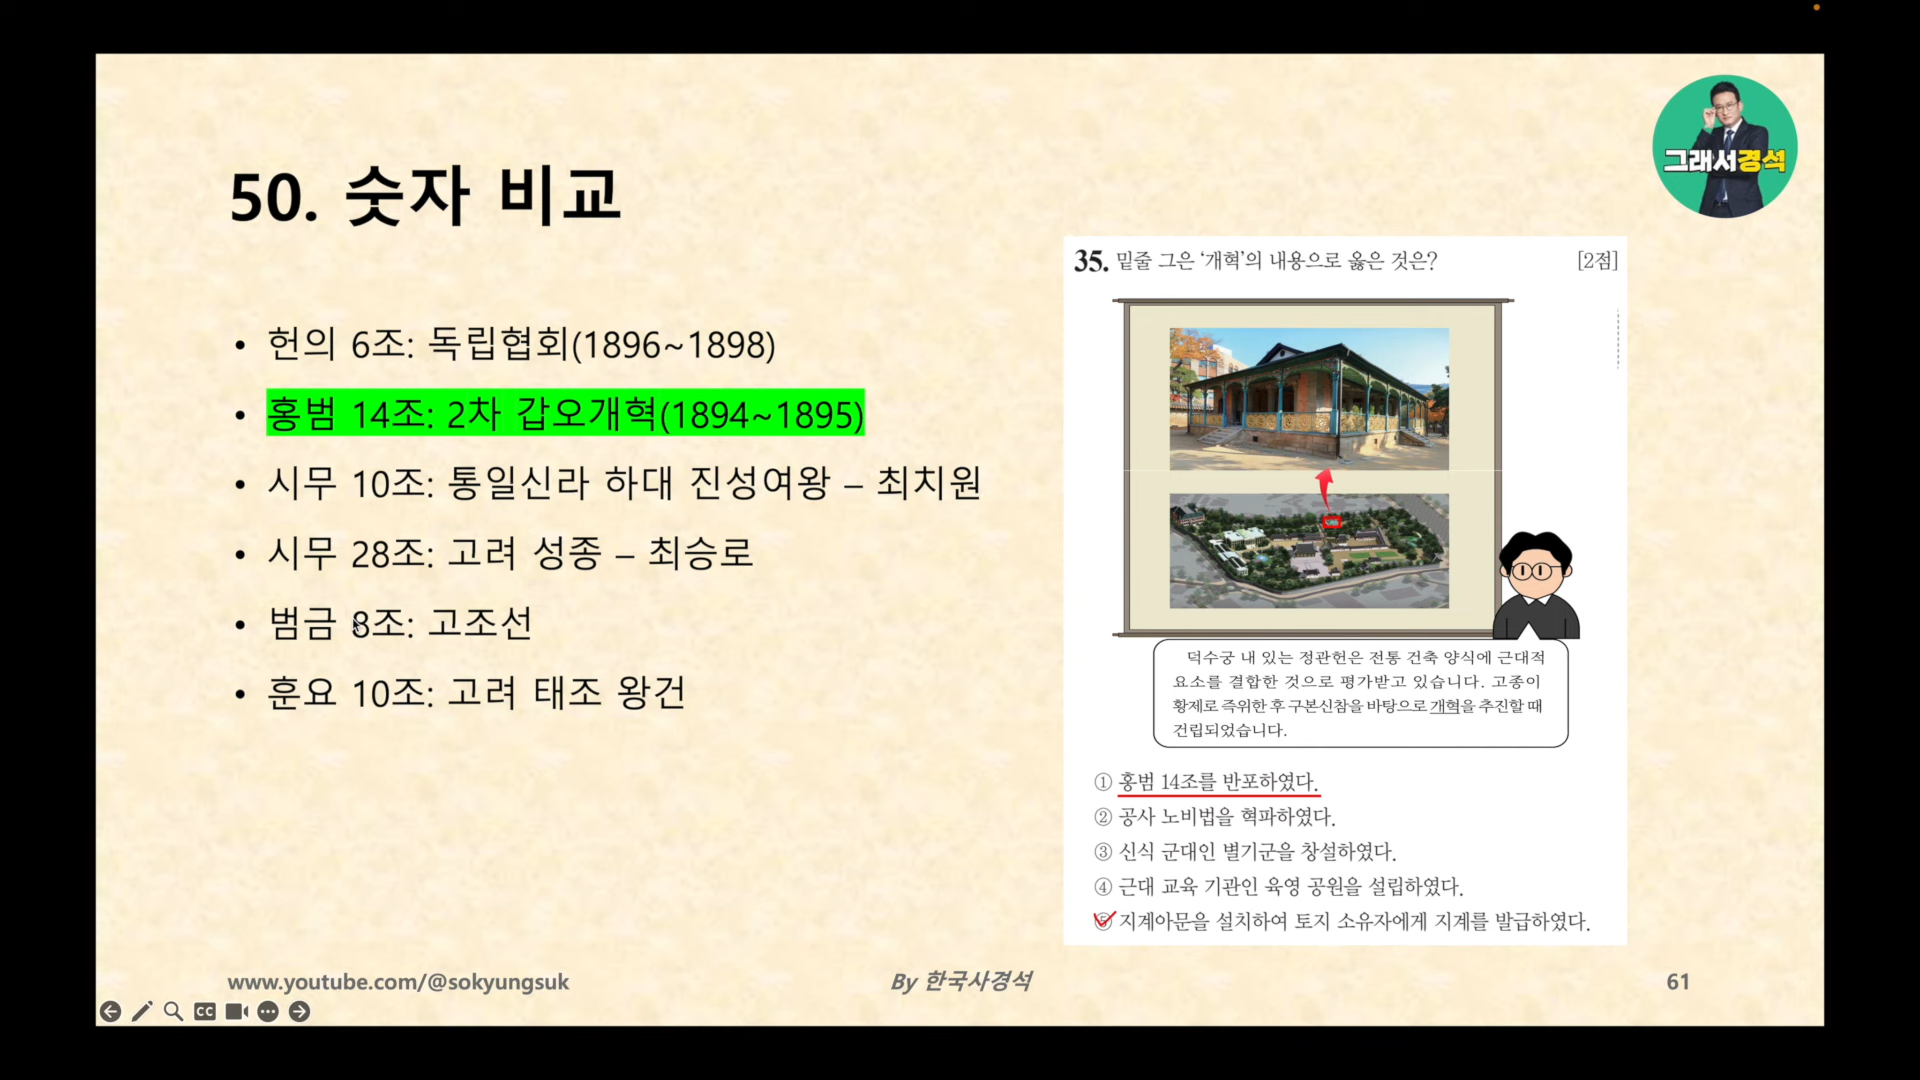 그래서경석
50. 숫자 비교
• 헌의 6조: 독립협회(1896~1898)
• 홍범 14조: 2차 갑오개혁(1894~1895)
• 시무 10조: 통일신라 하대 진성여왕 – 최치원
• 시무 28조: 고려 성종 – 최승로
• 범금 8조: 고조선
• 훈요 10조: 고려 태조 왕건
35. 밑줄 그은 ‘개혁’의 내용으로 옳은 것은? [2점]
덕수궁 내 있는 정관헌은 전통 건축 양식에 근대적
요소를 결합한 것으로 평가받고 있습니다. 고종이
황제로 즉위한 후 구본신참을 바탕으로 개혁을 추진할 때
건립되었습니다.
① 홍범 14조를 반포하였다.
② 공사 노비법을 혁파하였다.
③ 신식 군대인 별기군을 창설하였다.
④ 근대 교육 기관인 육영 공원을 설립하였다.
⑤ 지계아문을 설치하여 토지 소유자에게 지계를 발급하였다.
www.youtube.com/@sokyungsuk By 한국사경석 61
CC